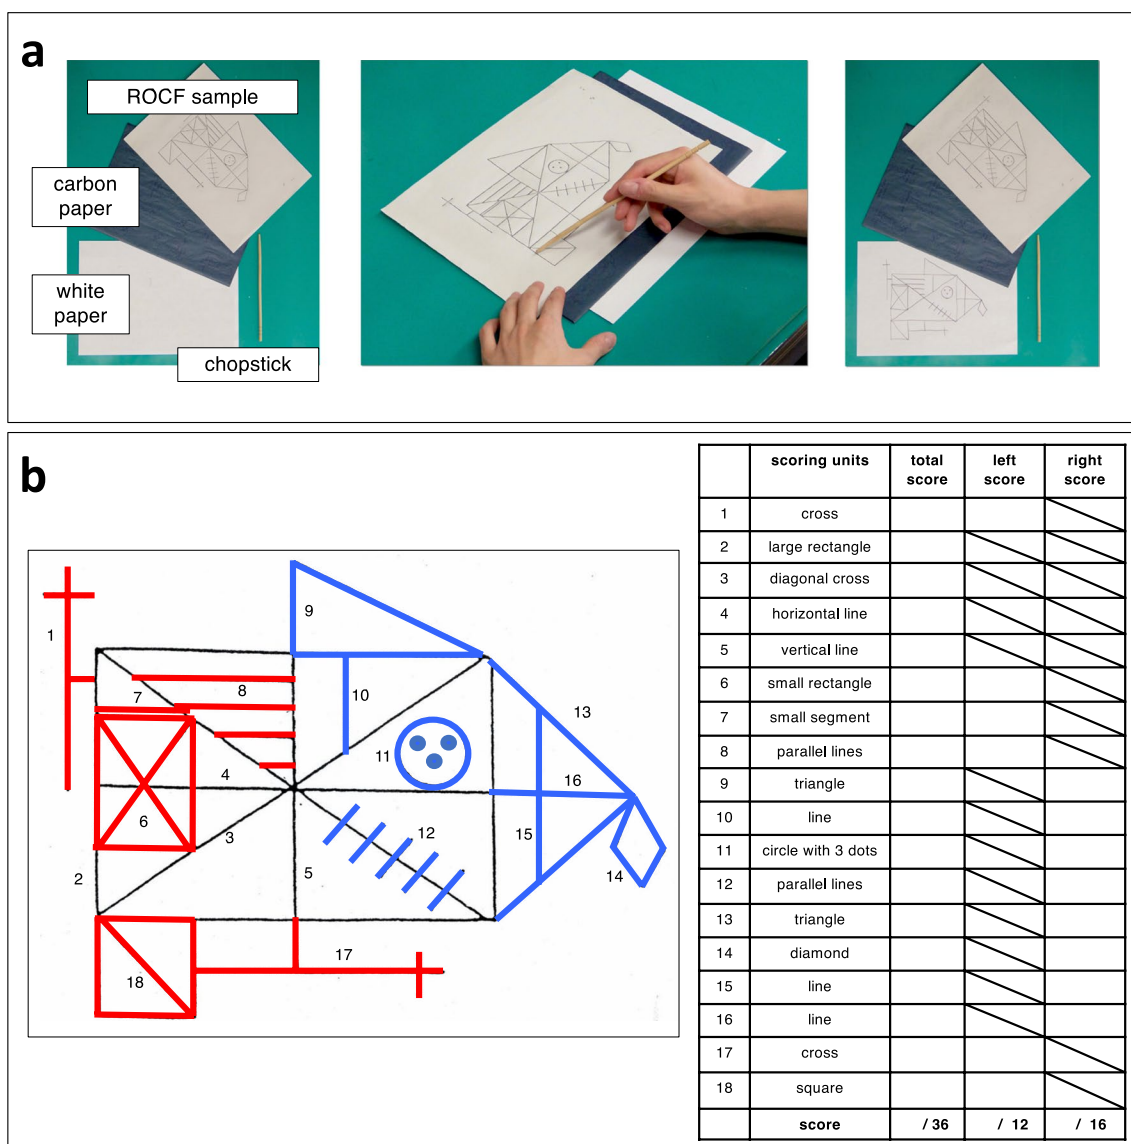 a
ROCF sample
carbon
paper
white
paper
chopstick
b
1
2
3
4
5
6
7
8
9
10
11
12
13
14
15
16
17
18
scoring units total score left score right score
1 cross
2 large rectangle
3 diagonal cross
4 horizontal line
5 vertical line
6 small rectangle
7 small segment
8 parallel lines
9 triangle
10 line
11 circle with 3 dots
12 parallel lines
13 triangle
14 diamond
15 line
16 line
17 cross
18 square
score / 36 / 12 / 16